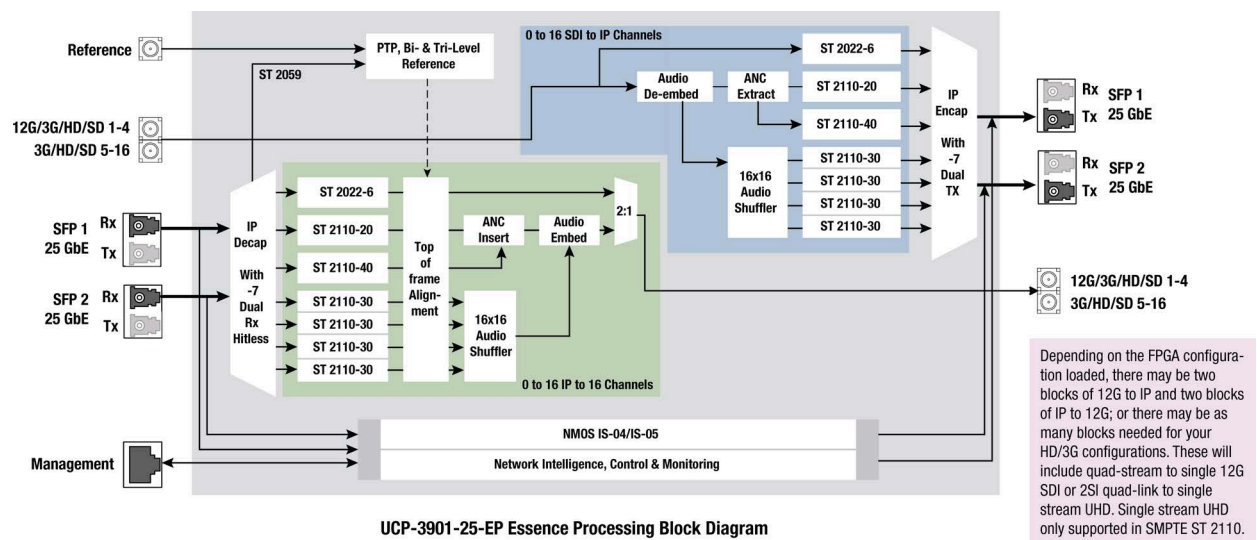 Reference
ST 2059
PTP, Bi- & Tri-Level
Reference
12G/3G/HD/SD 1-4
3G/HD/SD 5-16
0 to 16 SDI to IP Channels
Audio
De-embed
ANC
Extract
ST 2022-6
ST 2110-20
ST 2110-40
16x16
Audio
Shuffler
ST 2110-30
ST 2110-30
ST 2110-30
ST 2110-30
IP
Encap
With
-7
Dual
TX
Rx
Tx
SFP 1
25 GbE
Rx
Tx
SFP 2
25 GbE
SFP 1
25 GbE
Rx
Tx
SFP 2
25 GbE
Rx
Tx
IP
Decap
With
-7
Dual
Rx
Hitless
ST 2022-6
ST 2110-20
ST 2110-40
ST 2110-30
ST 2110-30
ST 2110-30
ST 2110-30
Top
of
frame
Align-
ment
ANC
Insert
Audio
Embed
2:1
16x16
Audio
Shuffler
0 to 16 IP to 16 Channels
12G/3G/HD/SD 1-4
3G/HD/SD 5-16
Management
NMOS IS-04/IS-05
Network Intelligence, Control & Monitoring
Depending on the FPGA configura-
tion loaded, there may be two
blocks of 12G to IP and two blocks
of IP to 12G; or there may be as
many blocks needed for your
HD/3G configurations. These will
include quad-stream to single 12G
SDI or 2SI quad-link to single
stream UHD. Single stream UHD
only supported in SMPTE ST 2110.
UCP-3901-25-EP Essence Processing Block Diagram